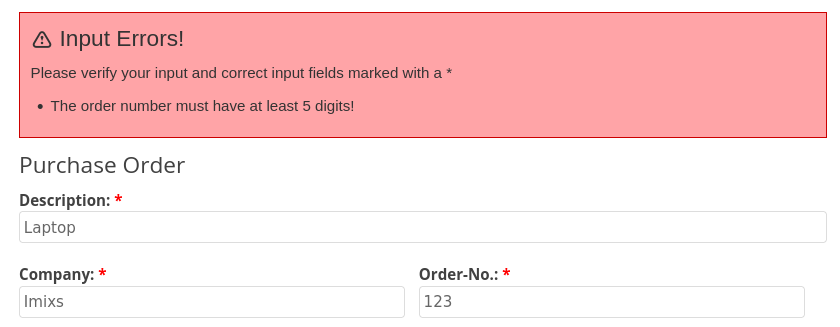 Input Errors!
Please verify your input and correct input fields marked with a *
• The order number must have at least 5 digits!
Purchase Order
Description: *
Laptop
Company: * Order-No.: *
Imixs 123